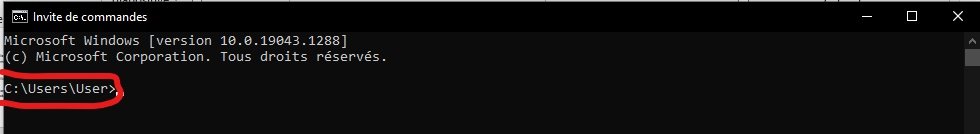 Invite de commandes
Microsoft Windows [version 10.0.19043.1288]
(c) Microsoft Corporation. Tous droits réservés.
C:\Users\User>